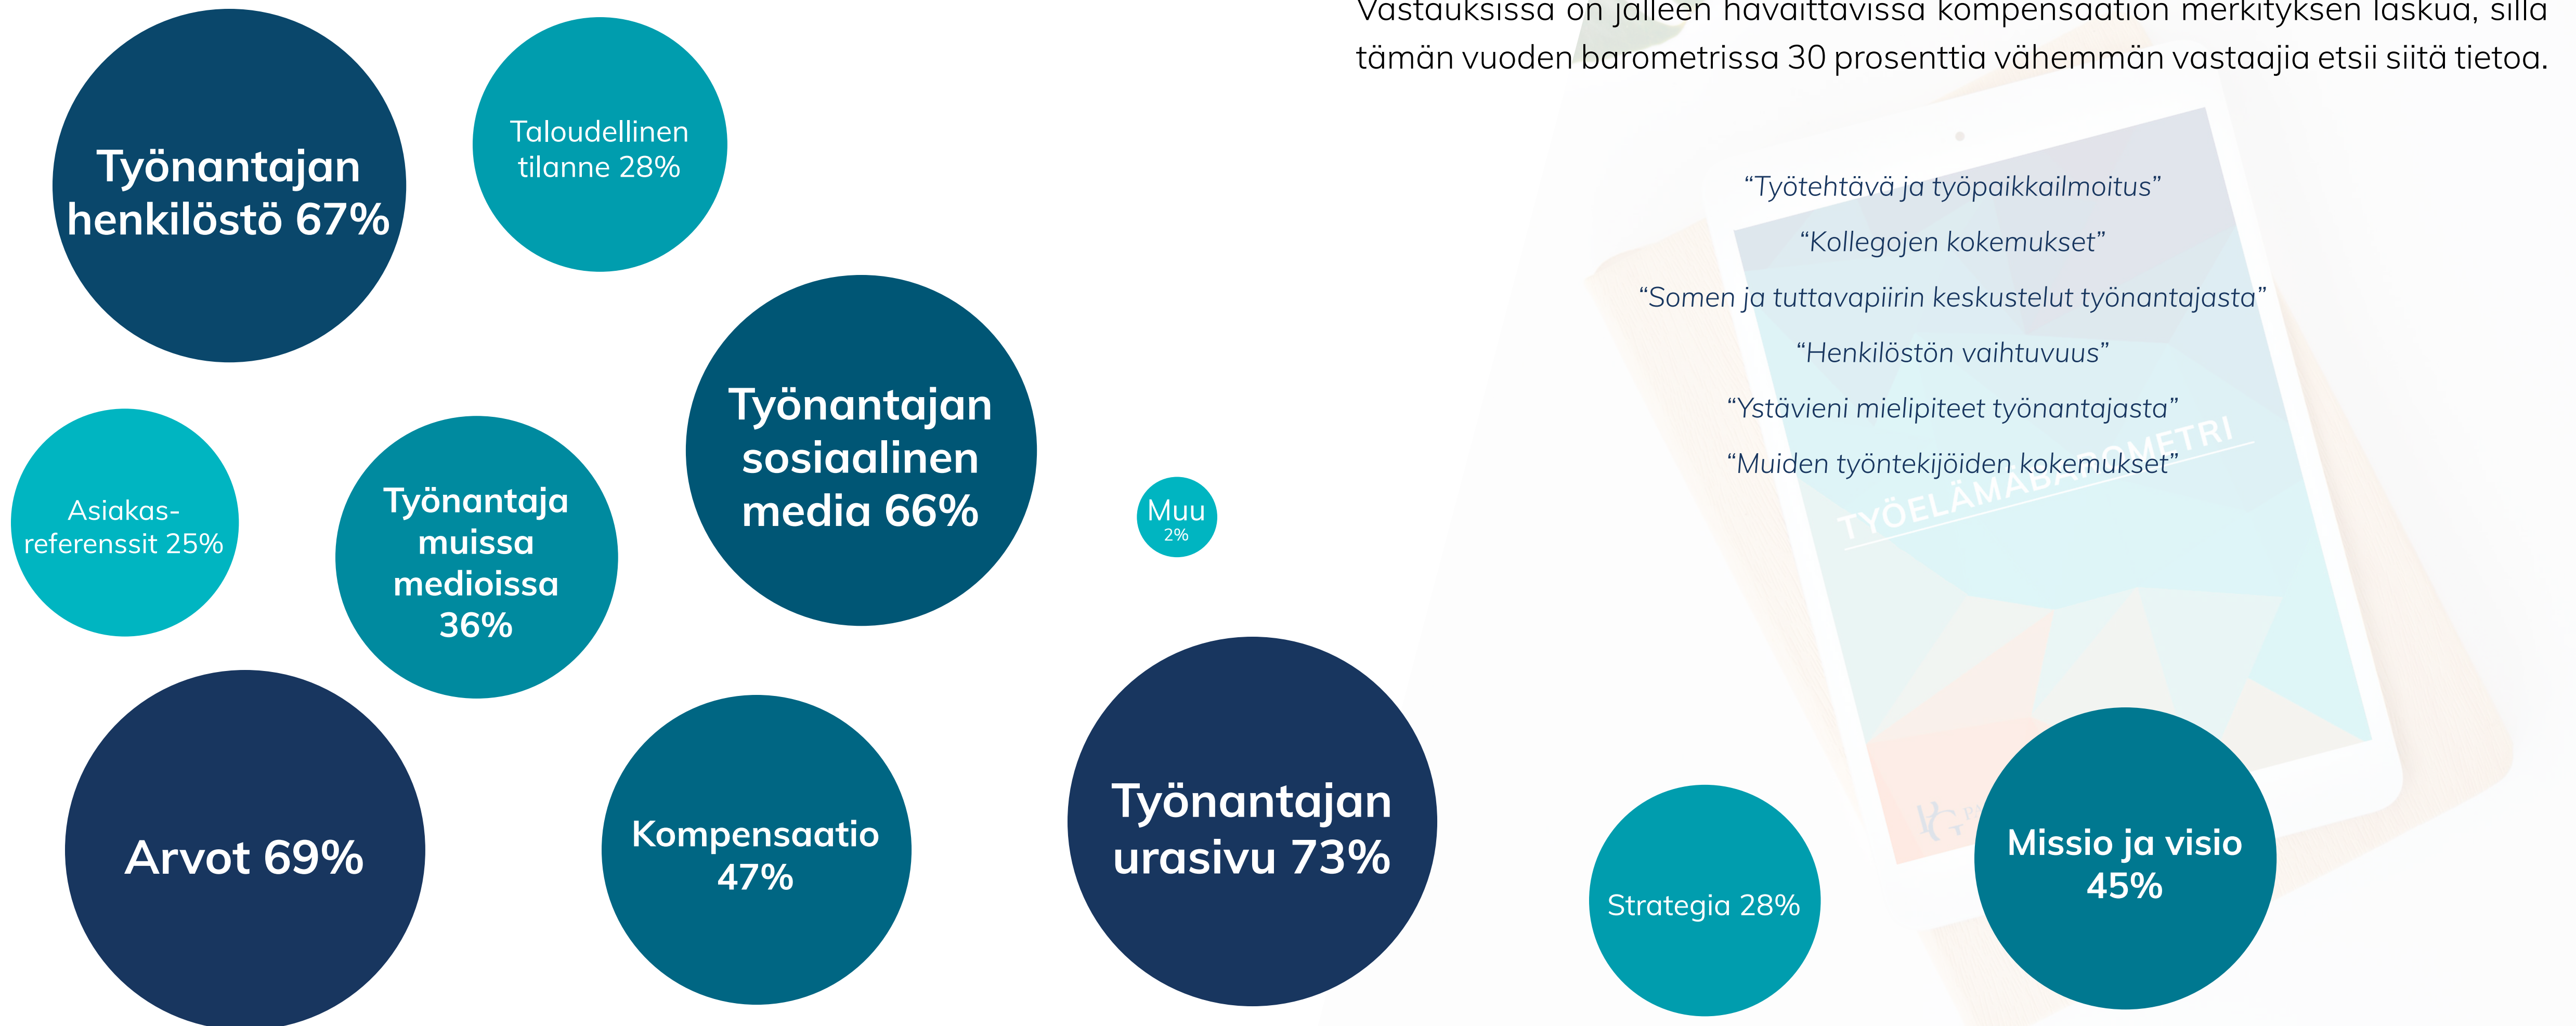 Vastauksissa on jälleen havaittavissa kompensaation merkityksen laskua, sillä
tämän vuoden barometrissa 30 prosenttia vähemmän vastaajia etsii siitä tietoa.
Työnantajan
henkilöstö 67%
Taloudellinen
tilanne 28%
“Työtehtävä ja työpaikkailmoitus”
“Kollegojen kokemukset”
“Somen ja tuttavapiirin keskustelut työnantajasta”
“Henkilöstön vaihtuvuus”
“Ystävieni mielipiteet työnantajasta”
“Muiden työntekijöiden kokemukset”
TYÖELÄMÄBAROMETRI
Työnantajan
sosiaalinen
media 66%
Muu
2%
Asiakas-
referenssit 25%
Työnantaja
muissa
medioissa
36%
Arvot 69%
Kompensaatio
47%
Työnantajan
urasivu 73%
Strategia 28%
Missio ja visio
45%